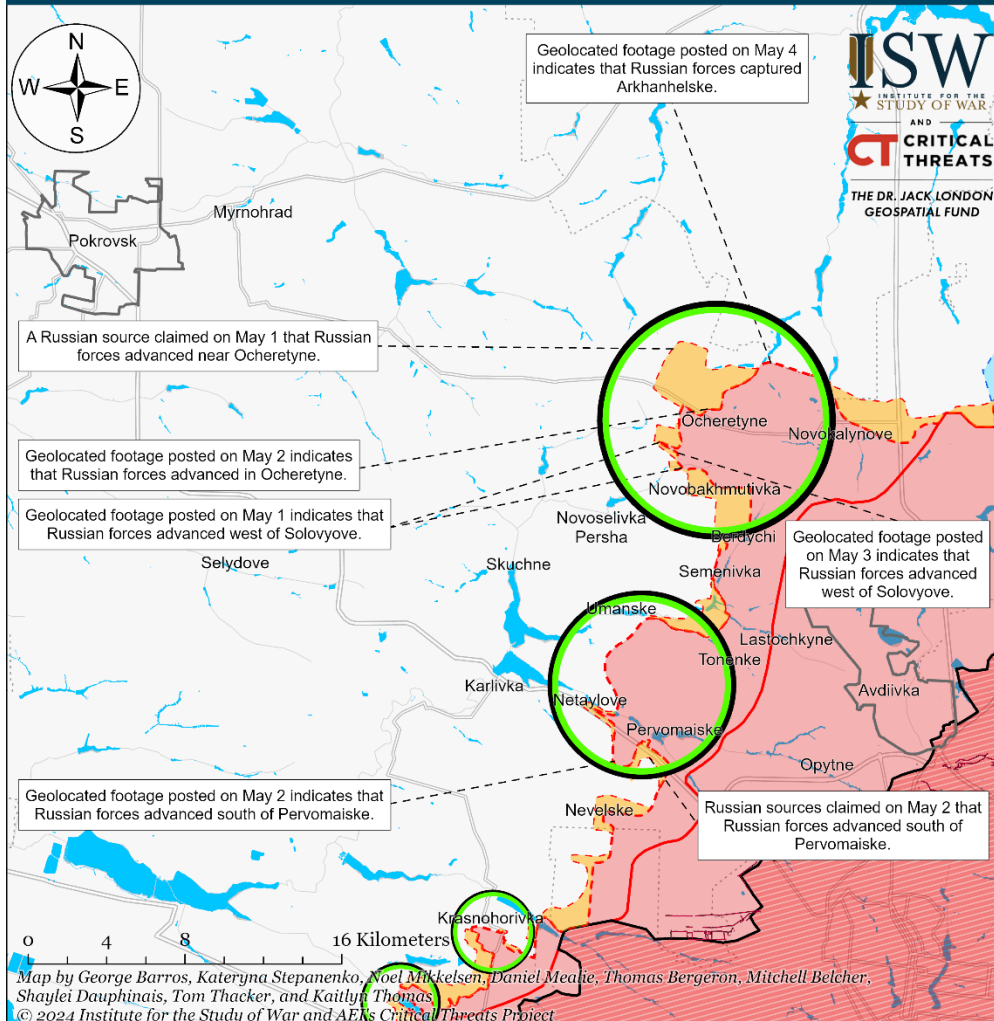 N
W E
S
Geolocated footage posted on May 4
indicates that Russian forces captured
Arkhanhelske.
ISW
INSTITUTE FOR THE
STUDY OF WAR
AND
CT CRITICAL
THREATS
THE DR. JACK LONDON
GEOSPATIAL FUND
Myrnohrad
Pokrovsk
A Russian source claimed on May 1 that Russian
forces advanced near Ocheretyne.
Ocheretyne
Novokalynove
Geolocated footage posted on May 2 indicates
that Russian forces advanced in Ocheretyne.
Novobakhmutivka
Geolocated footage posted on May 1 indicates that
Russian forces advanced west of Solovyove.
Novoselivka
Persha
Berdychi
Geolocated footage posted
on May 3 indicates that
Russian forces advanced
west of Solovyove.
Selydove
Skuchne
Semenivka
Umanske
Lastochkyne
Tonenke
Karlivka
Avdiivka
Netaylove
Pervomaiske
Opytne
Geolocated footage posted on May 2 indicates that
Russian forces advanced south of Pervomaiske.
Nevelske
Russian sources claimed on May 2 that
Russian forces advanced south of
Pervomaiske.
Krasnohorivka
0 4 8 16 Kilometers
Map by George Barros, Kateryna Stepanenko, Noel Mikkelsen, Daniel Mealie, Thomas Bergeron, Mitchell Belcher,
Shaylei Dauphinais, Tom Thacker, and Kaitlyn Thomas
© 2024 Institute for the Study of War and AEI's Critical Threats Project